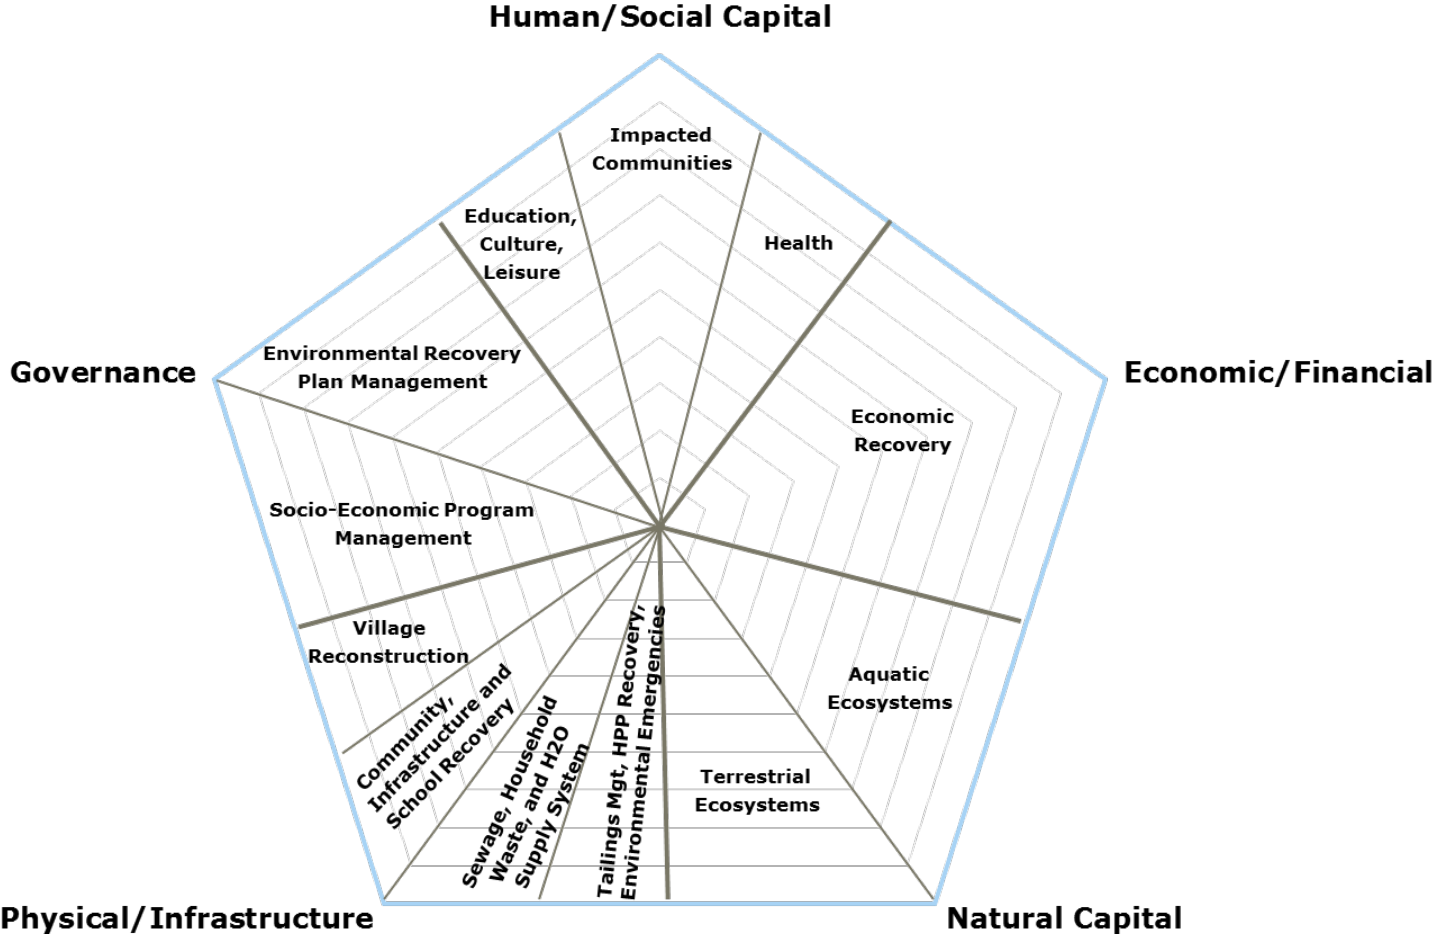 Human/Social Capital
Impacted
Communities
Education,
Culture,
Leisure
Health
Environmental Recovery
Plan Management
Governance
Economic/Financial
Economic
Recovery
Socio-Economic Program
Management
Village
Reconstruction
Community,
Infrastructure and
School Recovery
Sewage, Household
Waste, and H2O
Supply System
Tailings Mgt, HPP Recovery,
Environmental Emergencies
Aquatic
Ecosystems
Terrestrial
Ecosystems
Physical/Infrastructure
Natural Capital